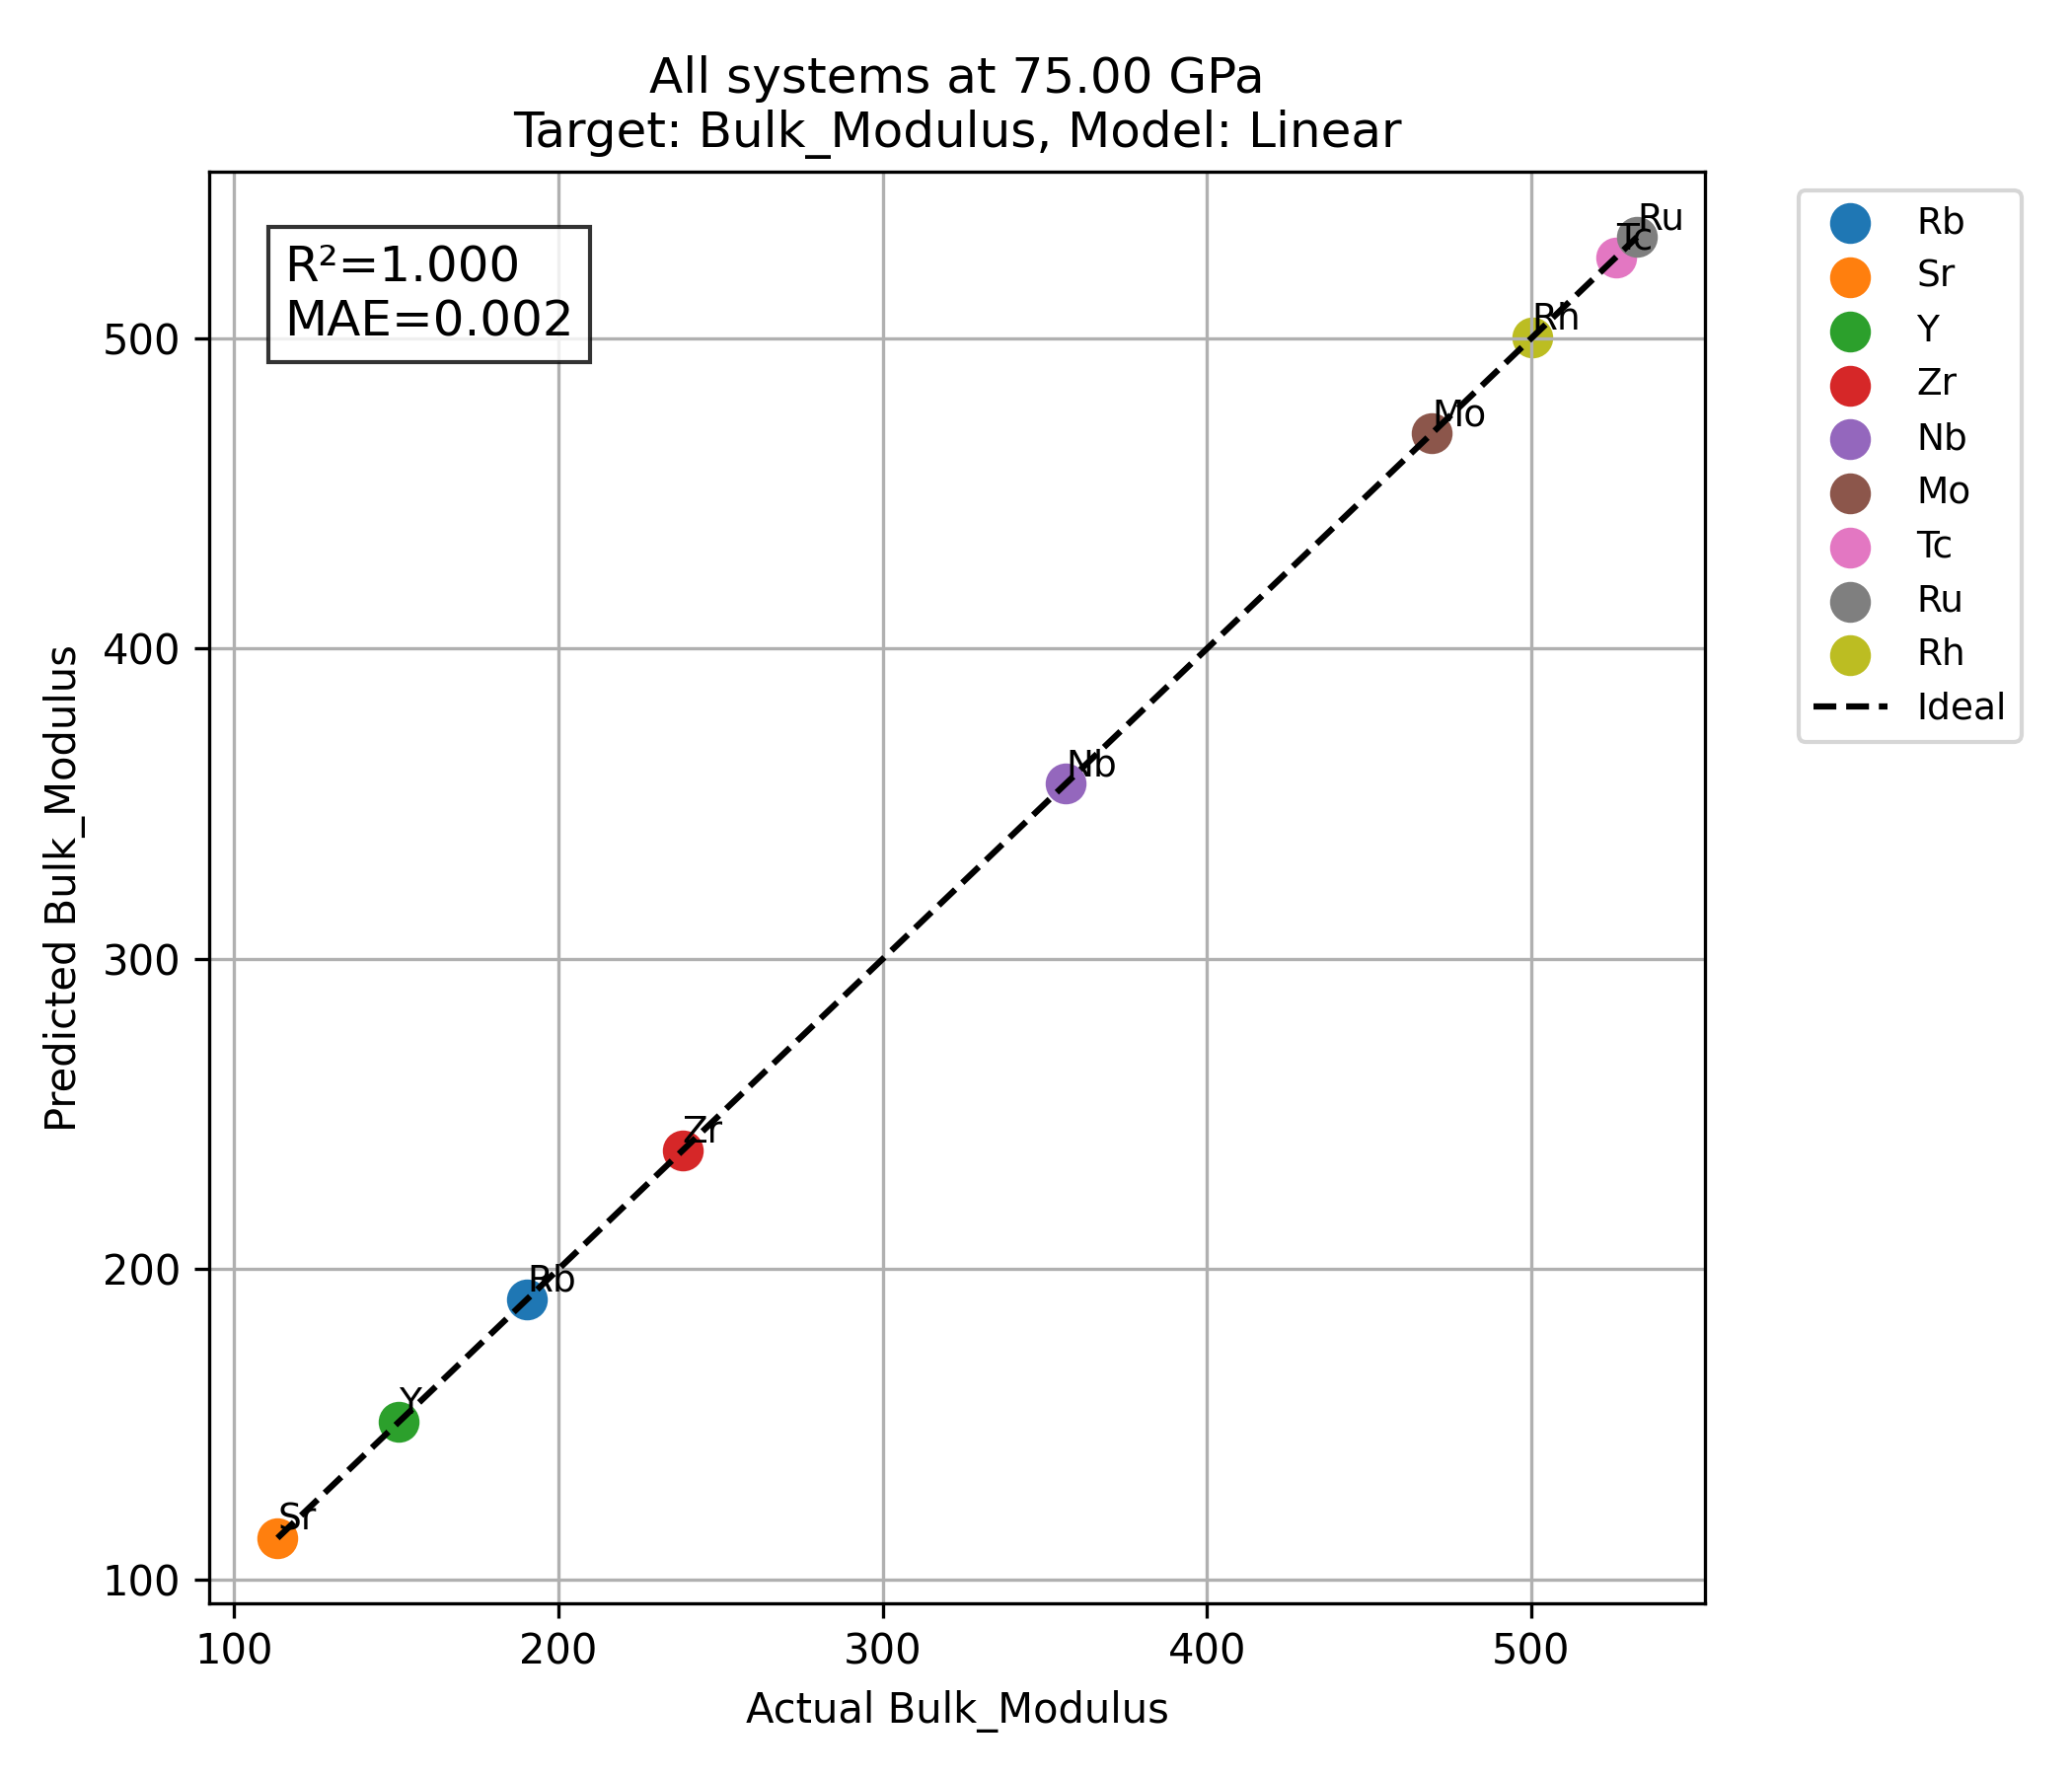 All systems at 75.00 GPa
Target: Bulk_Modulus, Model: Linear
R²=1.000
MAE=0.002
Predicted Bulk_Modulus
500
400
300
200
100
Ru
Tc
Rh
Mo
Nb
Zr
Rb
Y
Sr
100 200 300 400 500
Actual Bulk_Modulus
Rb
Sr
Y
Zr
Nb
Mo
Tc
Ru
Rh
Ideal